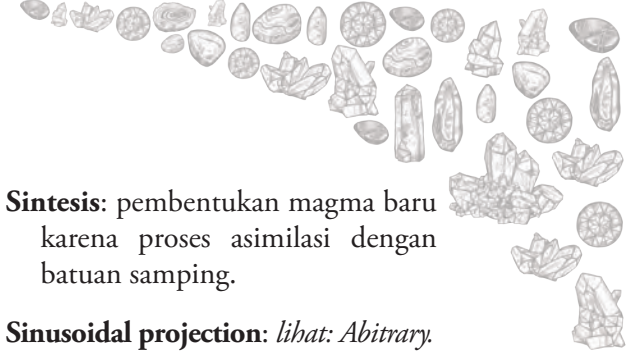 Sintesis: pembentukan magma baru
karena proses asimilasi dengan
batuan samping.
Sinusoidal projection: lihat: Abitrary.